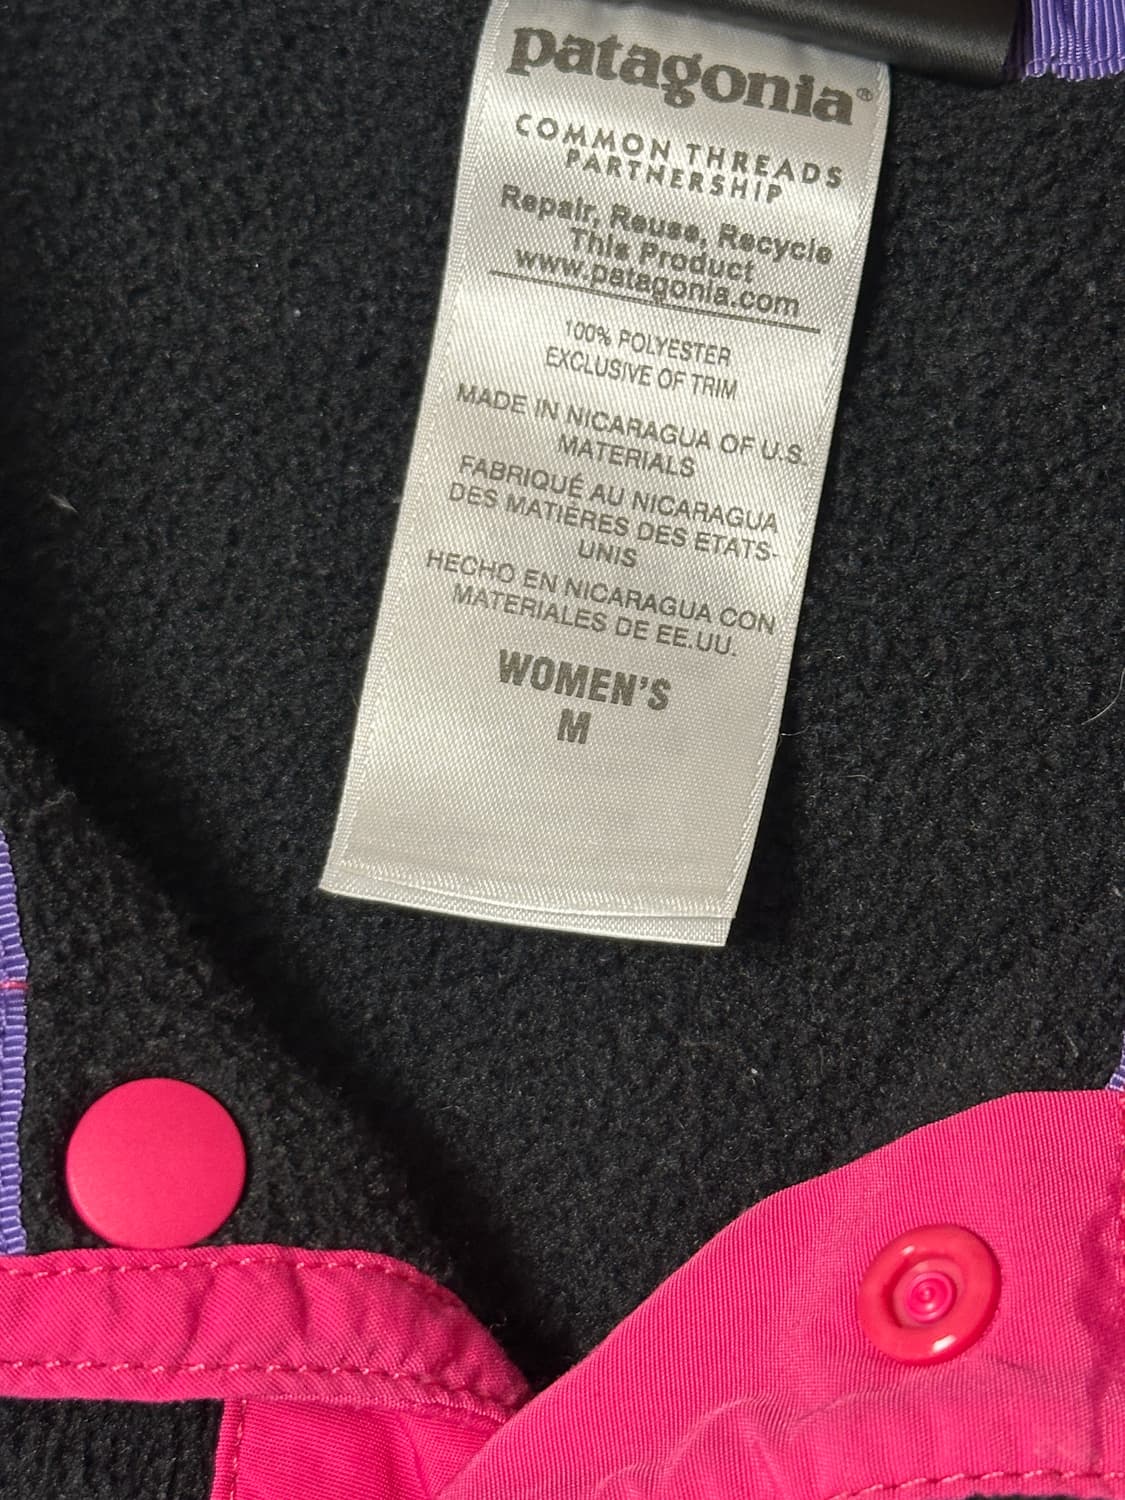 patagonia®
COMMON THREADS
PARTNERSHIP
Repair, Reuse, Recycle
This Product
www.patagonia.com
100% POLYESTER
EXCLUSIVE OF TRIM
MADE IN NICARAGUA OF U.S.
MATERIALS
FABRIQUÉ AU NICARAGUA
DES MATIÈRES DES ETATS-
UNIS
HECHO EN NICARAGUA CON
MATERIALES DE EE.UU.
WOMEN'S
M